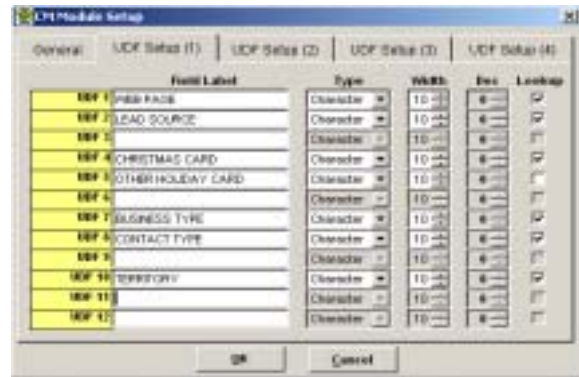 CM Module Setup
General UDF Setup (1) UDF Setup (2) UDF Setup (3) UDF Setup (4)
Field Label Type Width Dec Lookup
UDF 1 WEB PAGE Character 10 0
UDF 2 LEAD SOURCE Character 10 0
UDF 3 Character 10 0
UDF 4 CHRISTMAS CARD Character 10 0
UDF 5 OTHER HOLIDAY CARD Character 10 0
UDF 6 Character 10 0
UDF 7 BUSINESS TYPE Character 10 0
UDF 8 CONTACT TYPE Character 10 0
UDF 9 Character 10 0
UDF 10 TERRITORY Character 10 0
UDF 11 Character 10 0
UDF 12 Character 10 0
OK Cancel